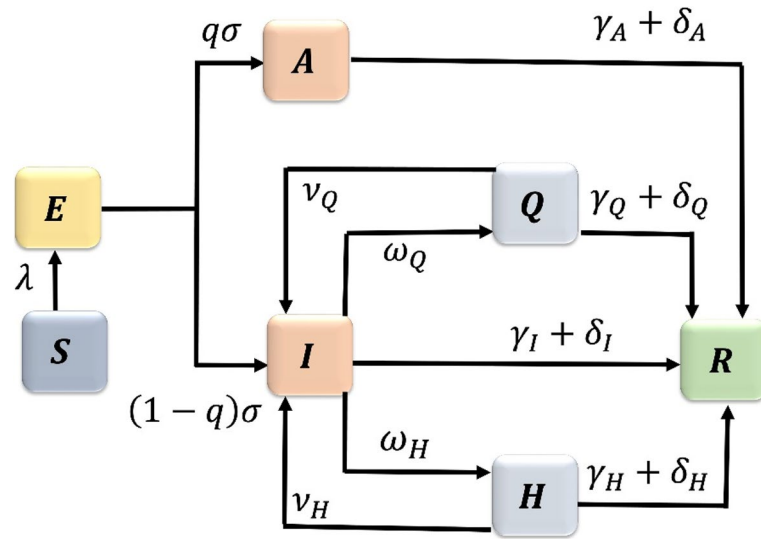 qσ
A
γ_A + δ_A
E
ν_Q
Q
γ_Q + δ_Q
ω_Q
λ
S
I
γ_I + δ_I
R
(1 − q)σ
ω_H
H
γ_H + δ_H
ν_H